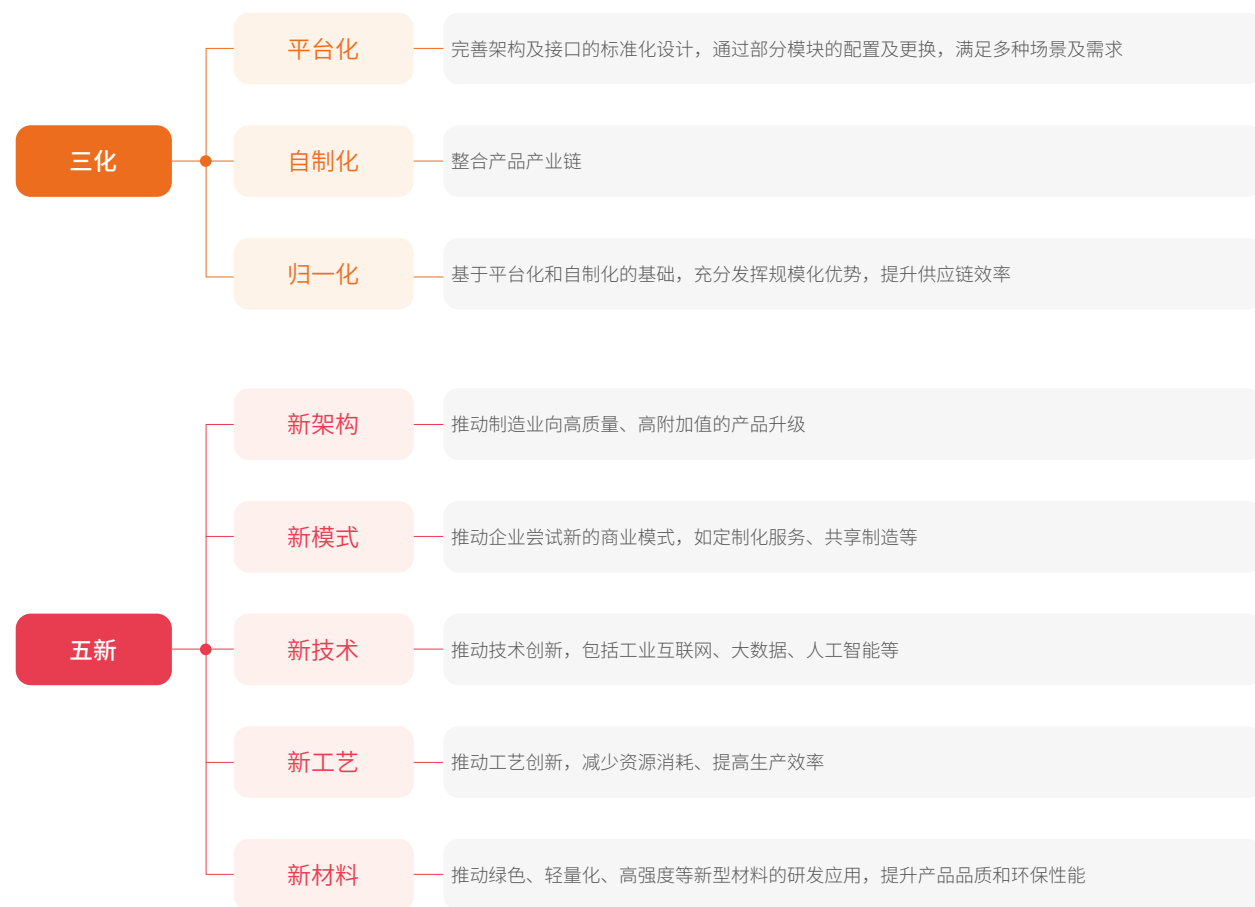 平台化
完善架构及接口的标准化设计，通过部分模块的配置及更换，满足多种场景及需求
三化
自制化
整合产品产业链
归一化
基于平台化和自制化的基础，充分发挥规模化优势，提升供应链效率
新架构
推动制造业向高质量、高附加值的产品升级
新模式
推动企业尝试新的商业模式，如定制化服务、共享制造等
五新
新技术
推动技术创新，包括工业互联网、大数据、人工智能等
新工艺
推动工艺创新，减少资源消耗、提高生产效率
新材料
推动绿色、轻量化、高强度等新型材料的研发应用，提升产品品质和环保性能